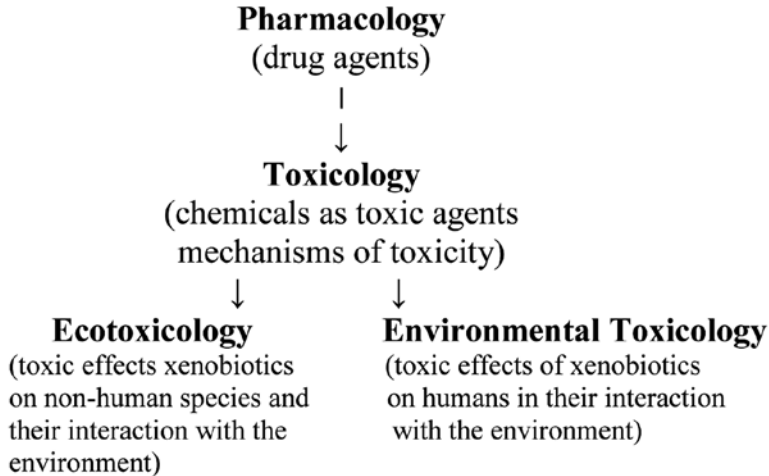 Pharmacology
(drug agents)
Toxicology
(chemicals as toxic agents
mechanisms of toxicity)
Ecotoxicology
(toxic effects xenobiotics
on non-human species and
their interaction with the
environment)
Environmental Toxicology
(toxic effects of xenobiotics
on humans in their interaction
with the environment)